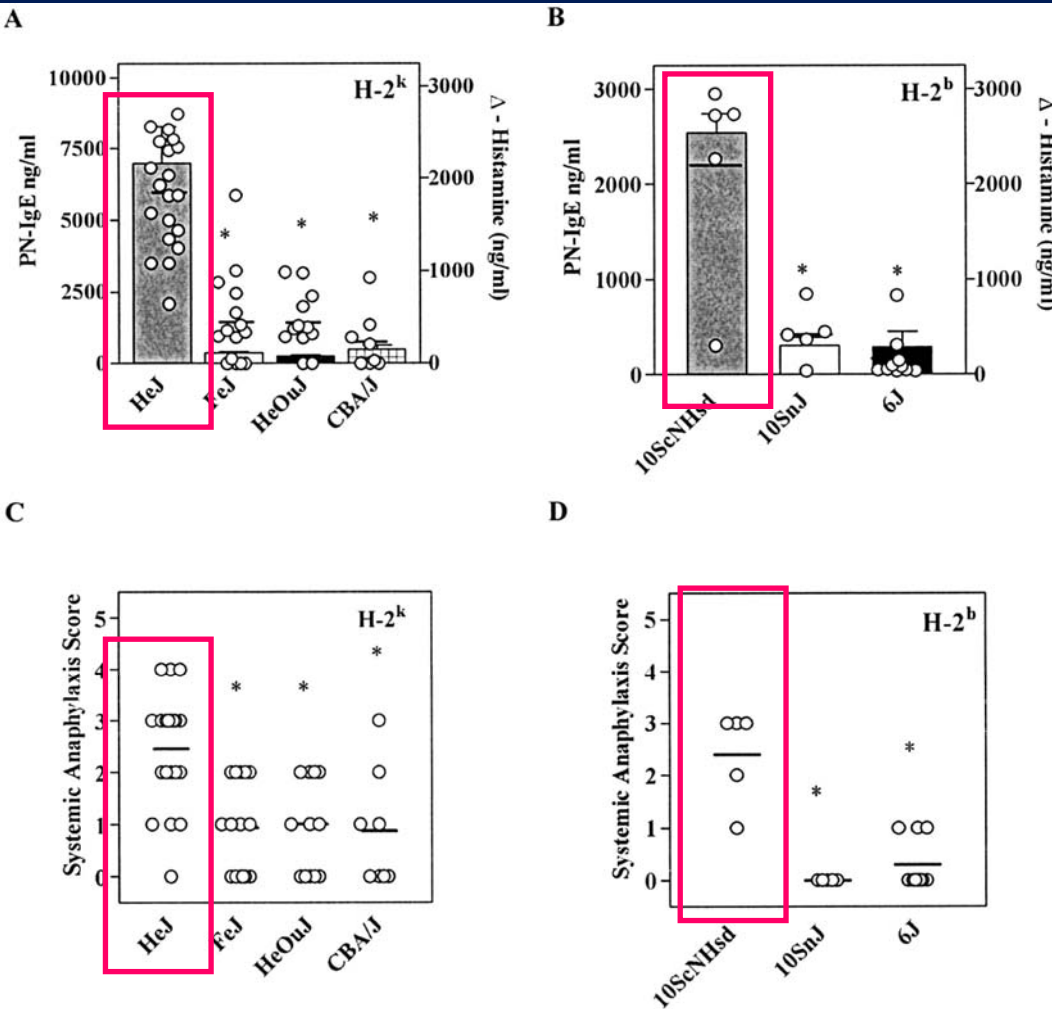 A
10000
7500
5000
2500
0
PN-IgE ng/ml
H-2k
3000
2000
1000
0
Δ - Histamine (ng/ml)
*
*
*
HeJ
FeJ
HeOuJ
CBA/J
B
3000
2000
1000
0
PN-IgE ng/ml
H-2b
3000
2000
1000
0
Δ - Histamine (ng/ml)
*
*
10ScNHsd
10SnJ
6J
C
5
4
3
2
1
0
Systemic Anaphylaxis Score
H-2k
*
*
*
HeJ
FeJ
HeOuJ
CBA/J
D
5
4
3
2
1
0
Systemic Anaphylaxis Score
H-2b
*
*
10ScNHsd
10SnJ
6J